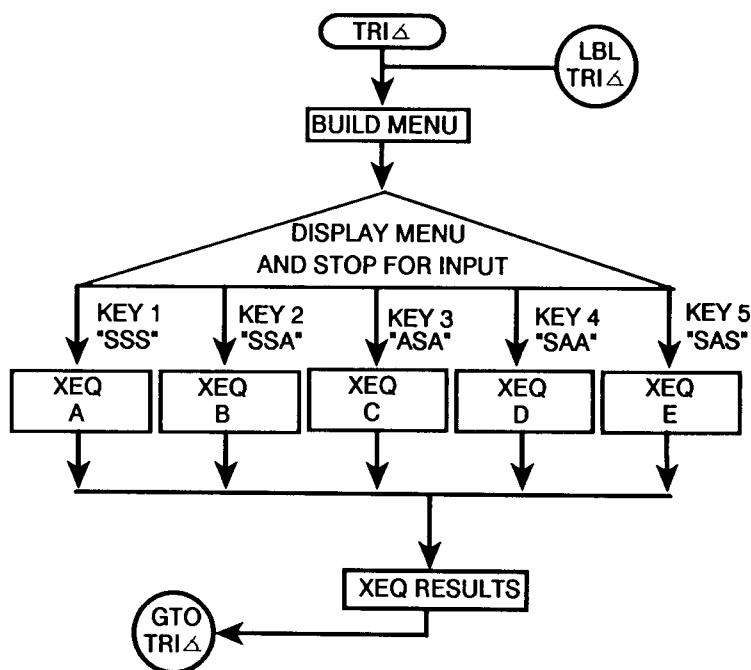 TRI⦞
LBL
TRI⦞
BUILD MENU
DISPLAY MENU
AND STOP FOR INPUT
KEY 1
"SSS"
KEY 2
"SSA"
KEY 3
"ASA"
KEY 4
"SAA"
KEY 5
"SAS"
XEQ
A
XEQ
B
XEQ
C
XEQ
D
XEQ
E
XEQ RESULTS
GTO
TRI⦞